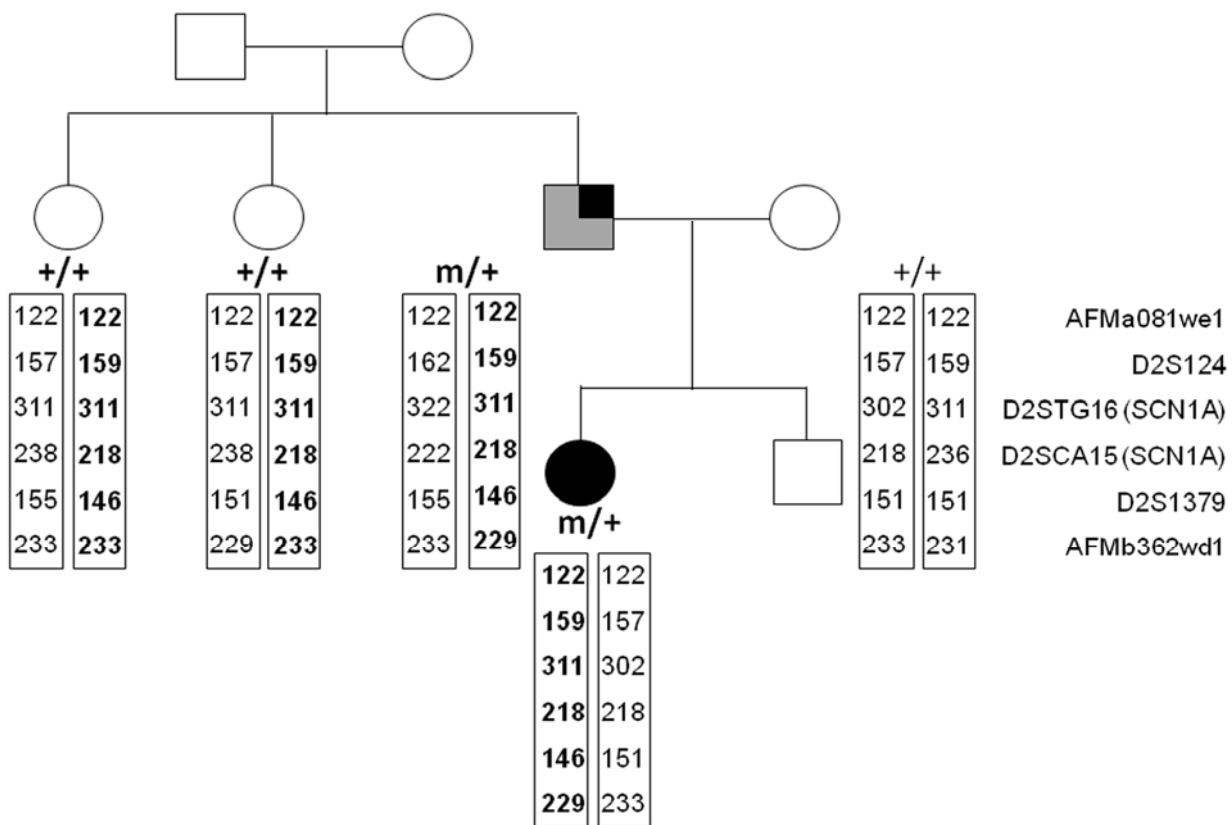 +/+ +/+ m/+ +/+
122 122 122 122 122 122 122 122 AFMa081we1
157 159 157 159 162 159 157 159 D2S124
311 311 311 311 322 311 302 311 D2STG16 (SCN1A)
238 218 238 218 222 218 218 236 D2SCA15 (SCN1A)
155 146 151 146 155 146 151 151 D2S1379
233 233 229 233 233 229 233 231 AFMb362wd1
m/+
122 122
159 157
311 302
218 218
146 151
229 233